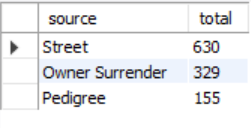 source total
Street 630
Owner Surrender 329
Pedigree 155